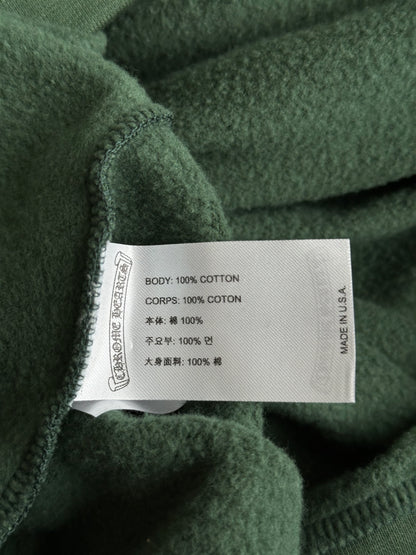 CHROME HEARTS
BODY: 100% COTTON
CORPS: 100% COTON
本体: 綿 100%
주요부: 100% 면
大身面料: 100% 棉
MADE IN U.S.A.